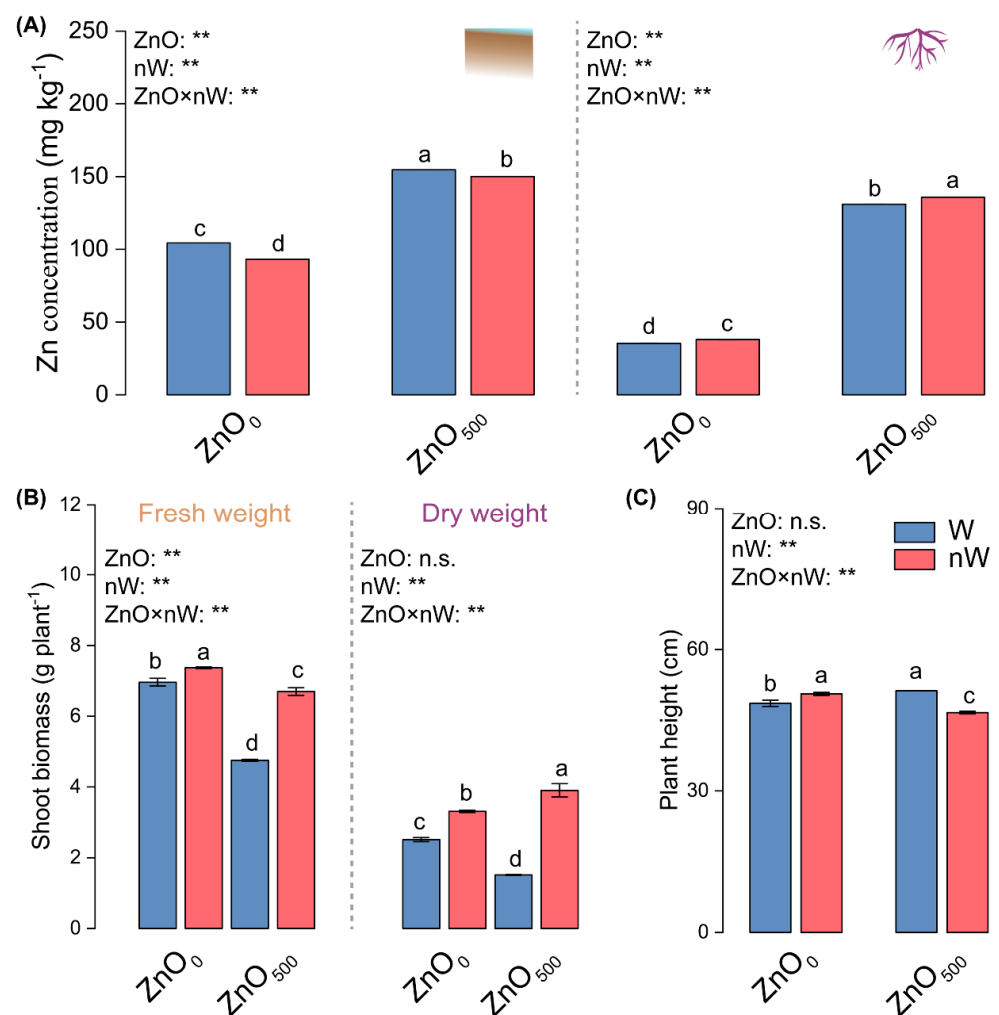 (A)
Zn concentration (mg kg⁻¹)
250
200
150
100
50
0
ZnO: **
nW: **
ZnO×nW: **
c
d
a
b
ZnO₀
ZnO₅₀₀
ZnO: **
nW: **
ZnO×nW: **
d
c
b
a
ZnO₀
ZnO₅₀₀
(B)
Shoot biomass (g plant⁻¹)
12
10
8
6
4
2
0
Fresh weight
ZnO: **
nW: **
ZnO×nW: **
b
a
d
c
ZnO₀
ZnO₅₀₀
Dry weight
ZnO: n.s.
nW: **
ZnO×nW: **
c
b
d
a
ZnO₀
ZnO₅₀₀
(C)
Plant height (cm)
90
60
30
0
ZnO: n.s.
nW: **
ZnO×nW: **
W
nW
b
a
a
c
ZnO₀
ZnO₅₀₀